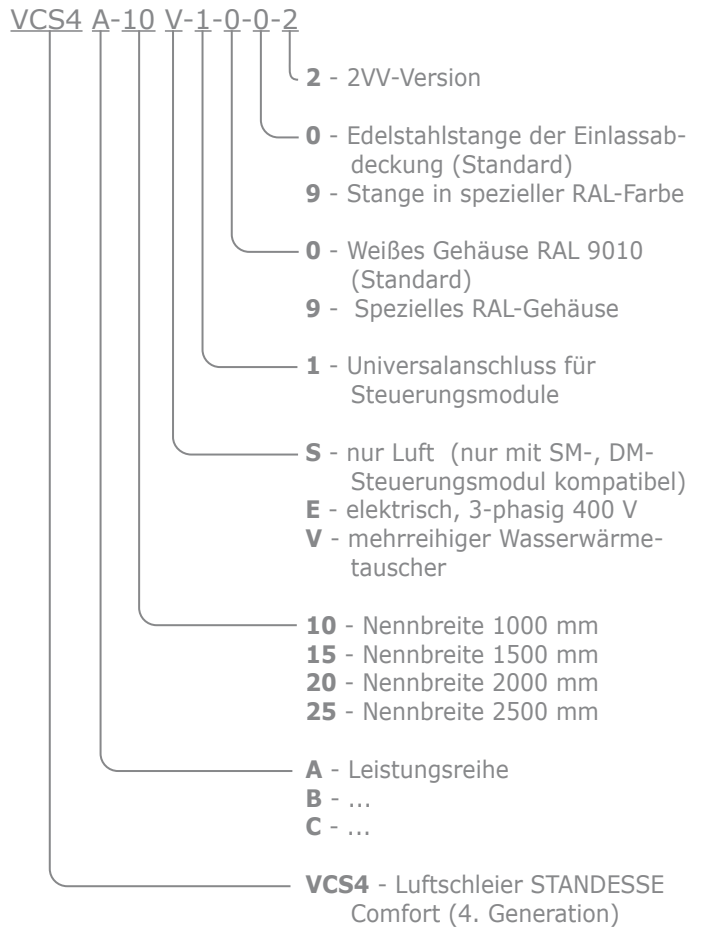 VCS4 A-10 V-1-0-0-2
2 - 2VV-Version
0 - Edelstahlstange der Einlassab-
deckung (Standard)
9 - Stange in spezieller RAL-Farbe
0 - Weißes Gehäuse RAL 9010
(Standard)
9 - Spezielles RAL-Gehäuse
1 - Universalanschluss für
Steuerungsmodule
S - nur Luft (nur mit SM-, DM-
Steuerungsmodul kompatibel)
E - elektrisch, 3-phasig 400 V
V - mehrreihiger Wasserwärme-
tauscher
10 - Nennbreite 1000 mm
15 - Nennbreite 1500 mm
20 - Nennbreite 2000 mm
25 - Nennbreite 2500 mm
A - Leistungsreihe
B - ...
C - ...
VCS4 - Luftschleier STANDESSE
Comfort (4. Generation)